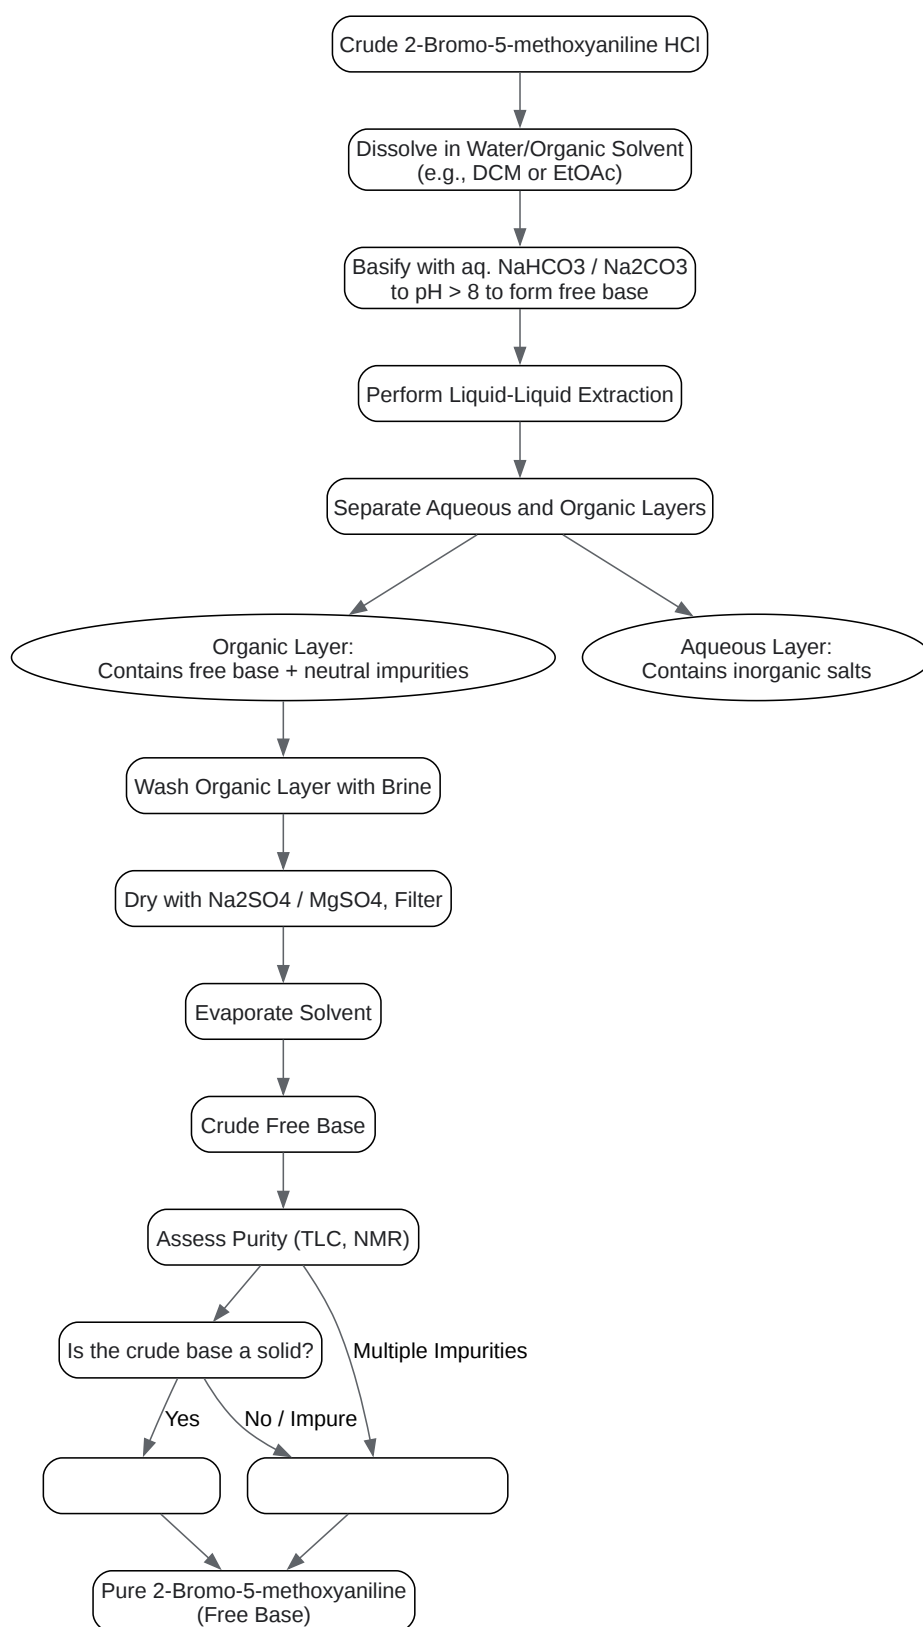 Crude 2-Bromo-5-methoxyaniline HCl
Dissolve in Water/Organic Solvent
(e.g., DCM or EtOAc)
Basify with aq. NaHCO3 / Na2CO3
to pH > 8 to form free base
Perform Liquid-Liquid Extraction
Separate Aqueous and Organic Layers
Organic Layer:
Contains free base + neutral impurities
Aqueous Layer:
Contains inorganic salts
Wash Organic Layer with Brine
Dry with Na2SO4 / MgSO4, Filter
Evaporate Solvent
Crude Free Base
Assess Purity (TLC, NMR)
Is the crude base a solid?
Multiple Impurities
Yes
No / Impure
Pure 2-Bromo-5-methoxyaniline
(Free Base)